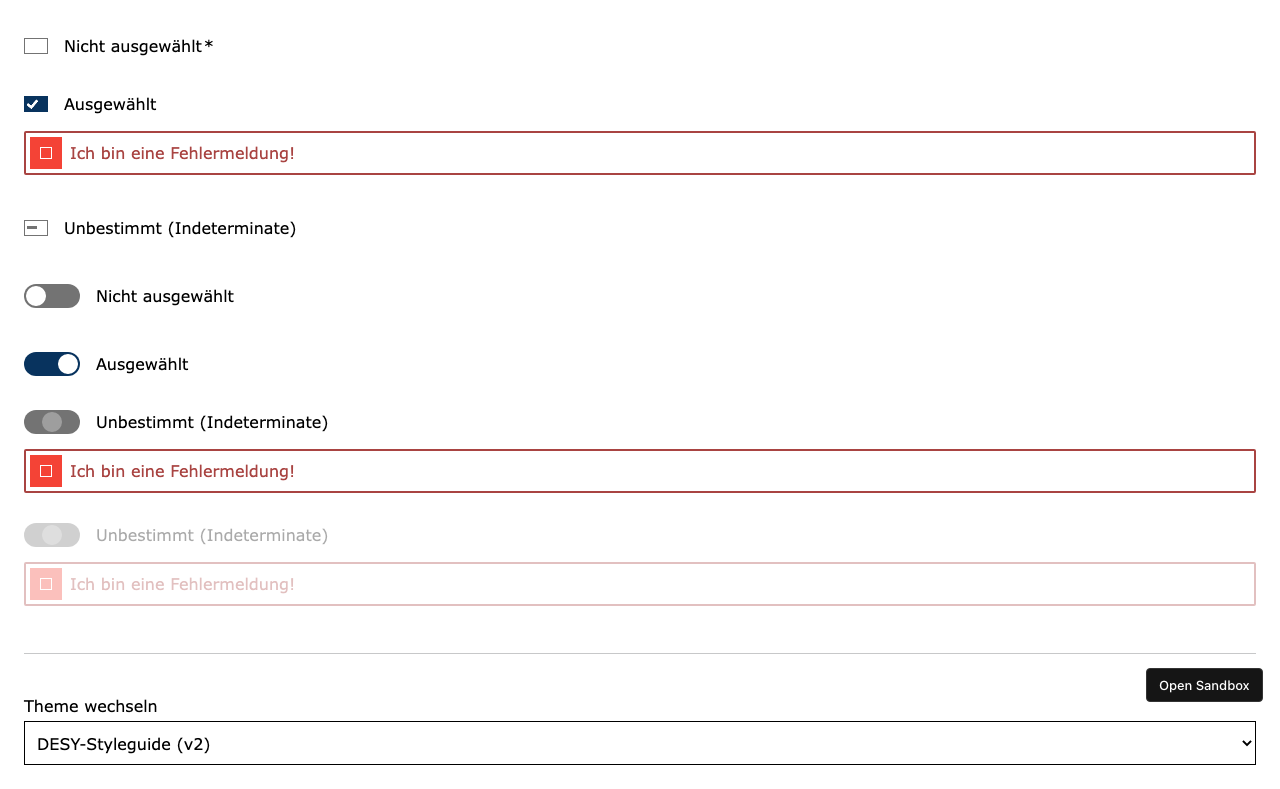 Nicht ausgewählt*
Ausgewählt
Ich bin eine Fehlermeldung!
Unbestimmt (Indeterminate)
Nicht ausgewählt
Ausgewählt
Unbestimmt (Indeterminate)
Ich bin eine Fehlermeldung!
Unbestimmt (Indeterminate)
Ich bin eine Fehlermeldung!
Open Sandbox
Theme wechseln
DESY-Styleguide (v2)